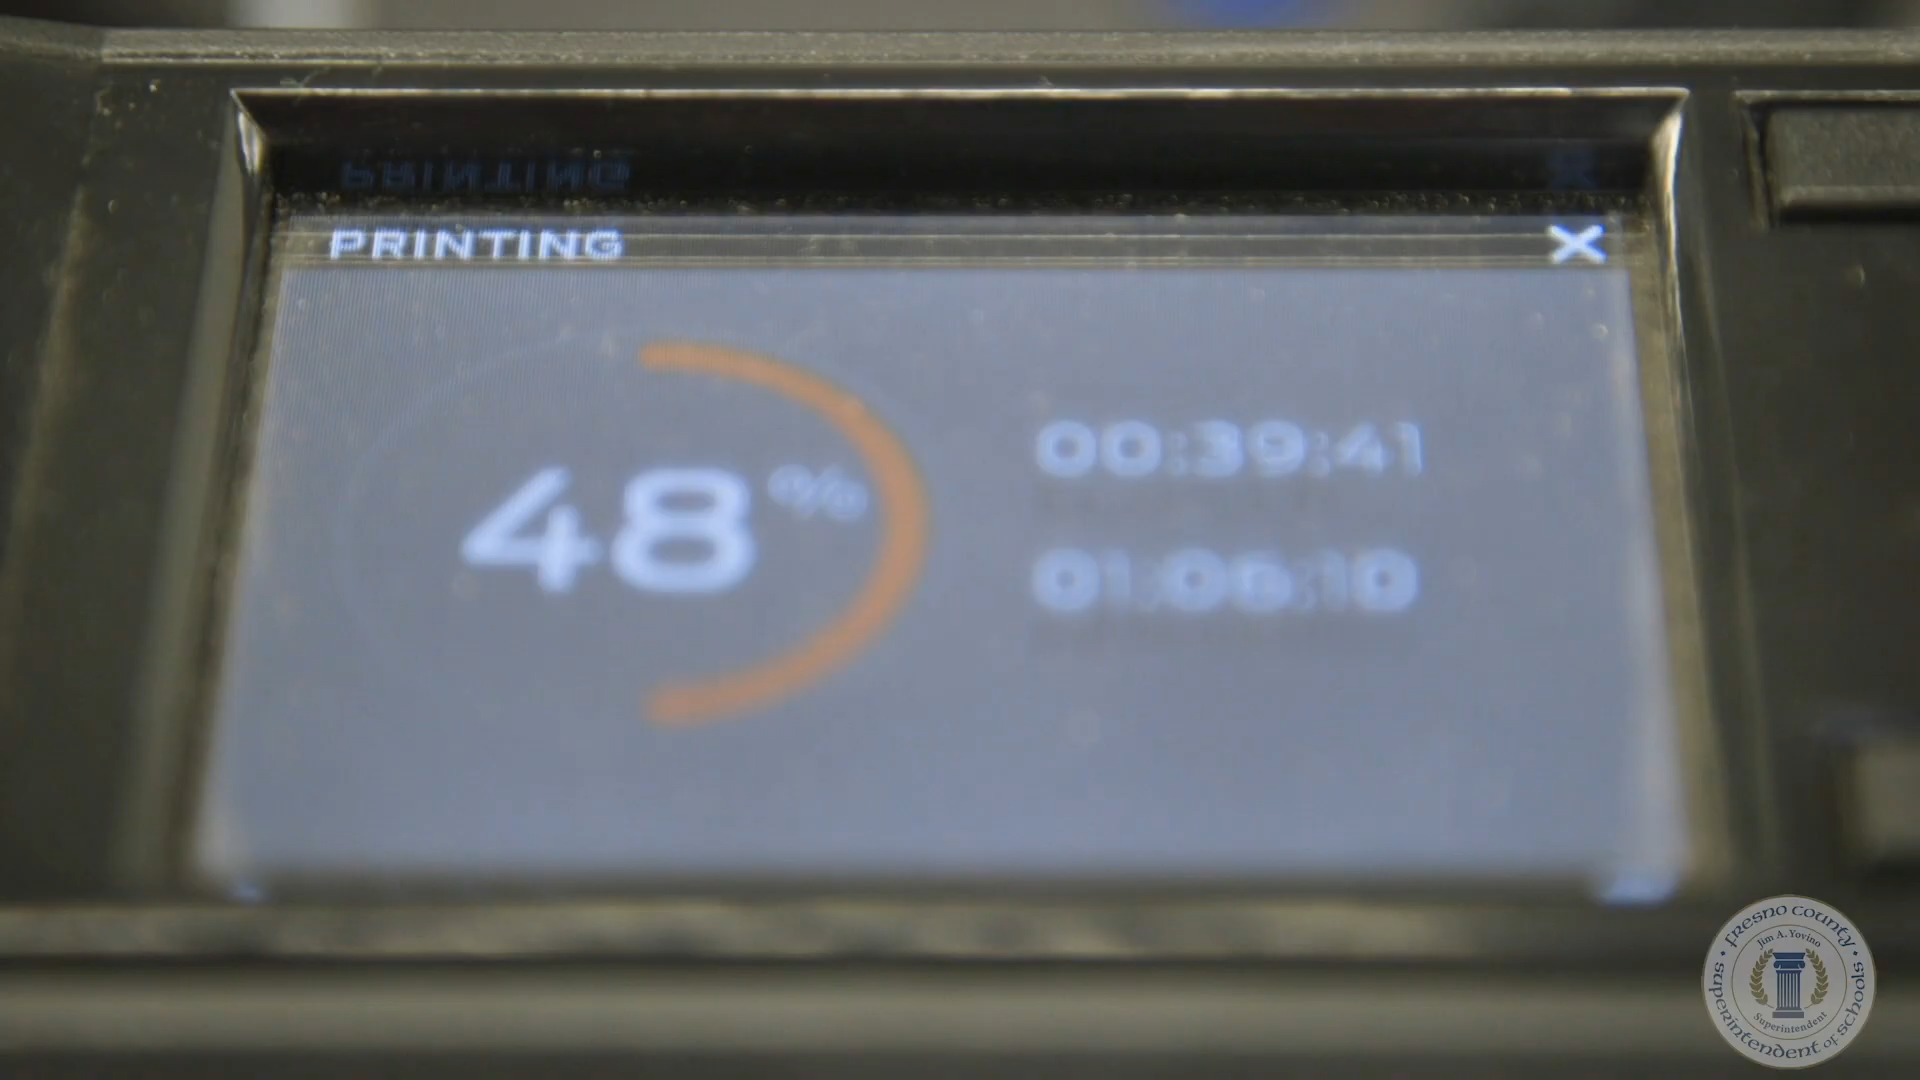 PRINTING
X
48%
00:39:41
01:06:10
Fresno County
Jim A. Yovino
Superintendent
Superintendent of Schools